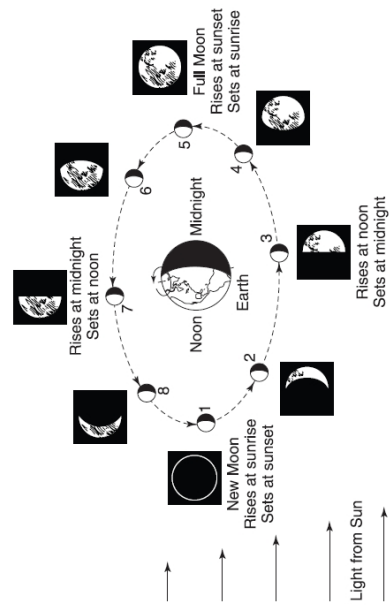 Full Moon
Rises at sunset
Sets at sunrise
5
4
6
Midnight
3
Rises at noon
Sets at midnight
Rises at midnight
Sets at noon
7
Noon
Earth
2
8
1
New Moon
Rises at sunrise
Sets at sunset
Light from Sun